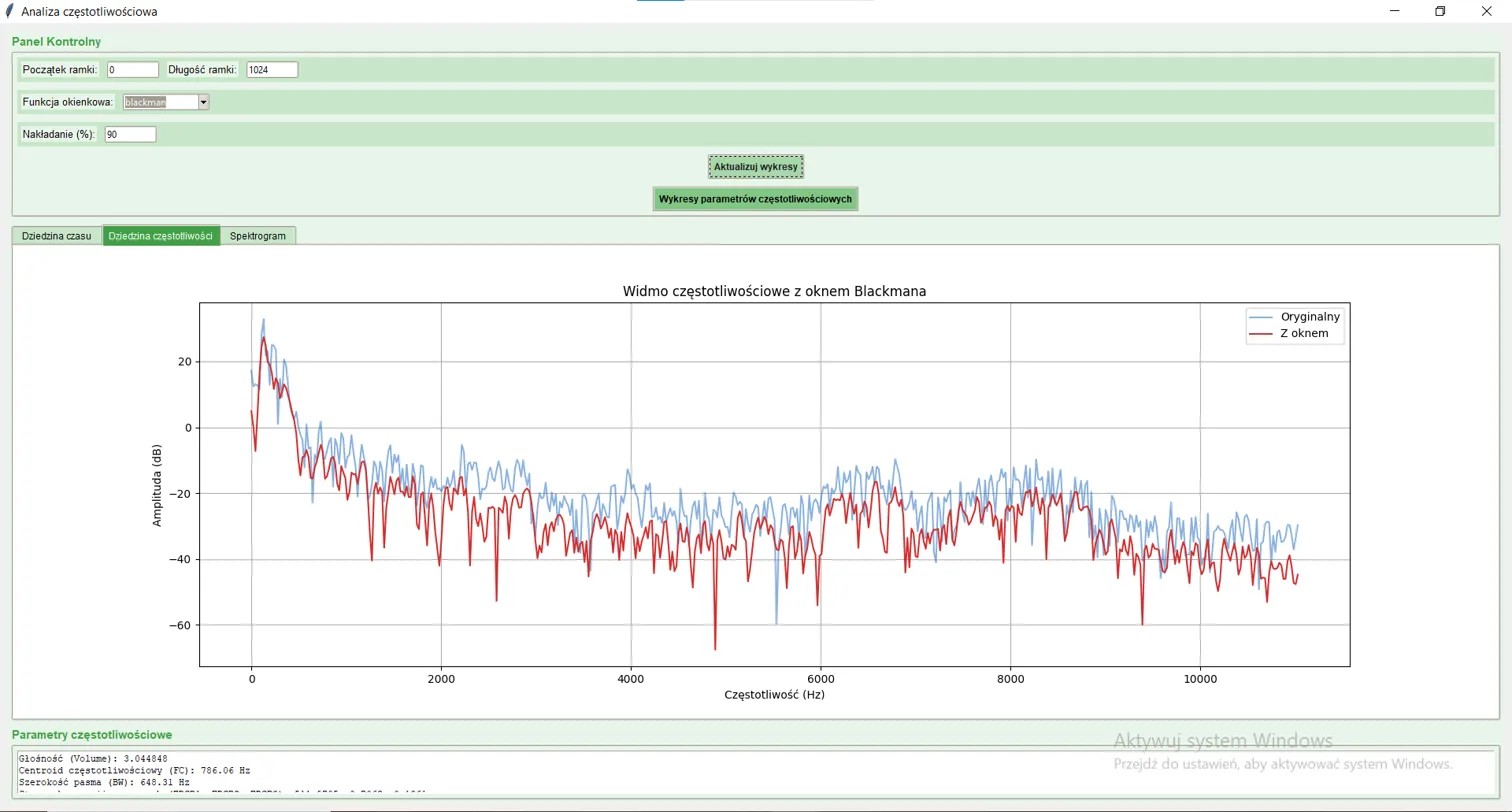 Analiza częstotliwościowa
Panel Kontrolny
Początek ramki: 0 Długość ramki: 1024
Funkcja okienkowa: blackman
Nakładanie (%): 90
Aktualizuj wykresy
Wykresy parametrów częstotliwościowych
Dziedzina czasu Dziedzina częstotliwości Spektrogram
Widmo częstotliwościowe z oknem Blackmana
Oryginalny
Z oknem
20
0
−20
−40
−60
Amplituda (dB)
0 2000 4000 6000 8000 10000
Częstotliwość (Hz)
Parametry częstotliwościowe
Głośność (Volume): 3.044848
Centroid częstotliwościowy (FC): 786.06 Hz
Szerokość pasma (BW): 648.31 Hz
Aktywuj system Windows
Przejdź do ustawień, aby aktywować system Windows.